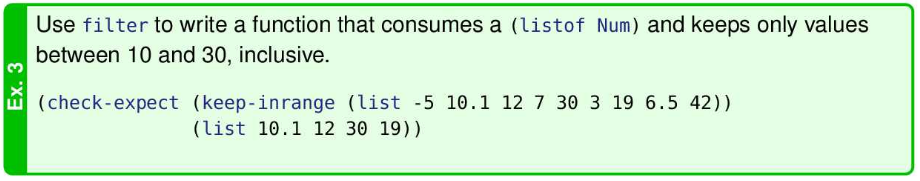 Ex. 3
Use filter to write a function that consumes a (listof Num) and keeps only values
between 10 and 30, inclusive.
(check-expect (keep-inrange (list -5 10.1 12 7 30 3 19 6.5 42))
(list 10.1 12 30 19))